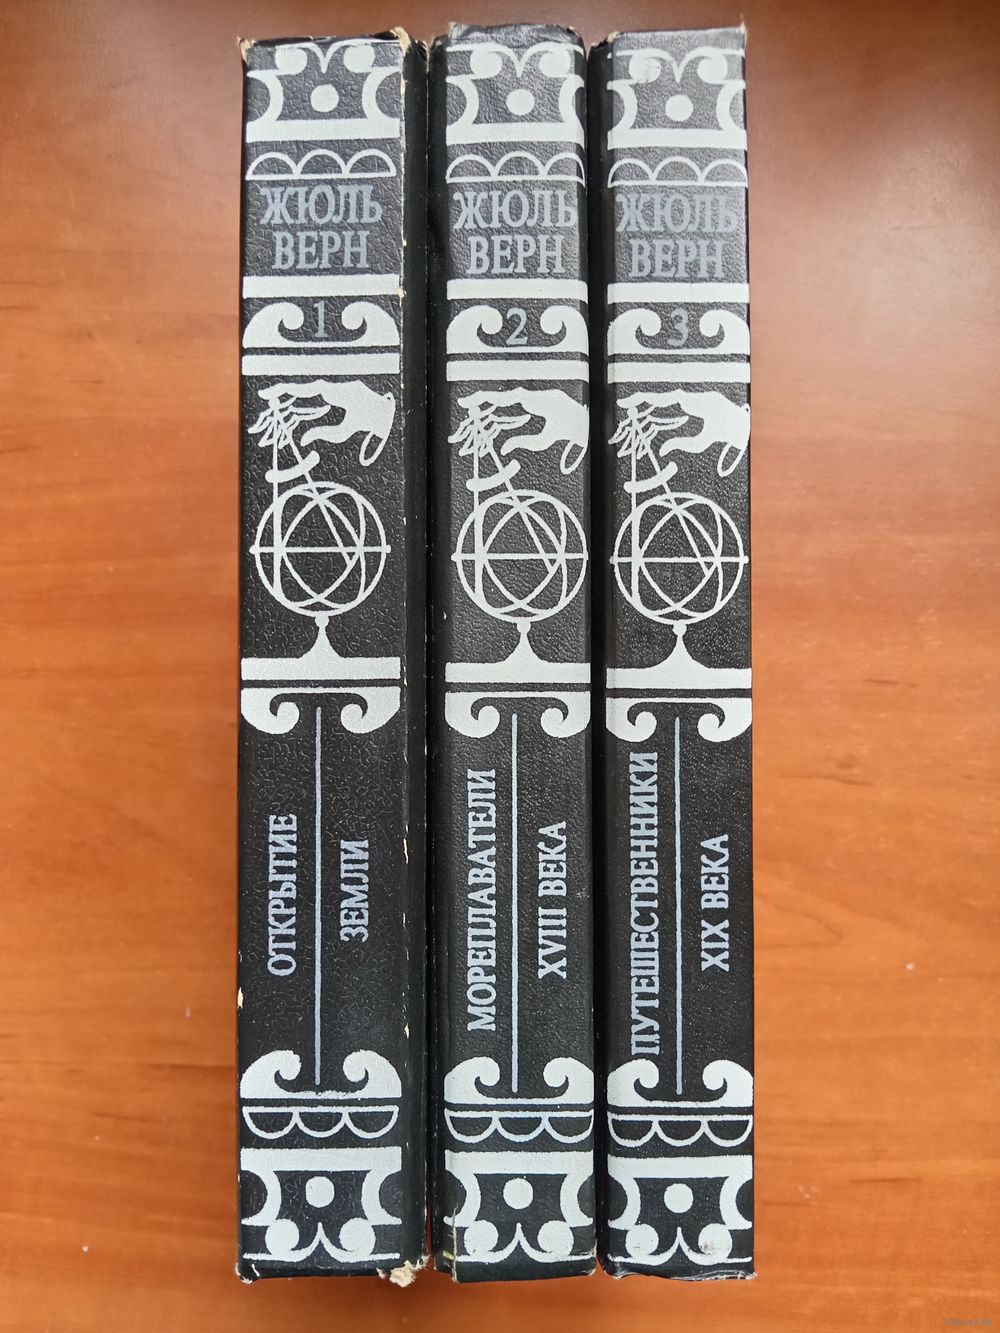 ЖЮЛЬ
ВЕРН
1
ОТКРЫТИЕ
ЗЕМЛИ
ЖЮЛЬ
ВЕРН
2
МОРЕПЛАВАТЕЛИ
XVIII ВЕКА
ЖЮЛЬ
ВЕРН
3
ПУТЕШЕСТВЕННИКИ
XIX ВЕКА